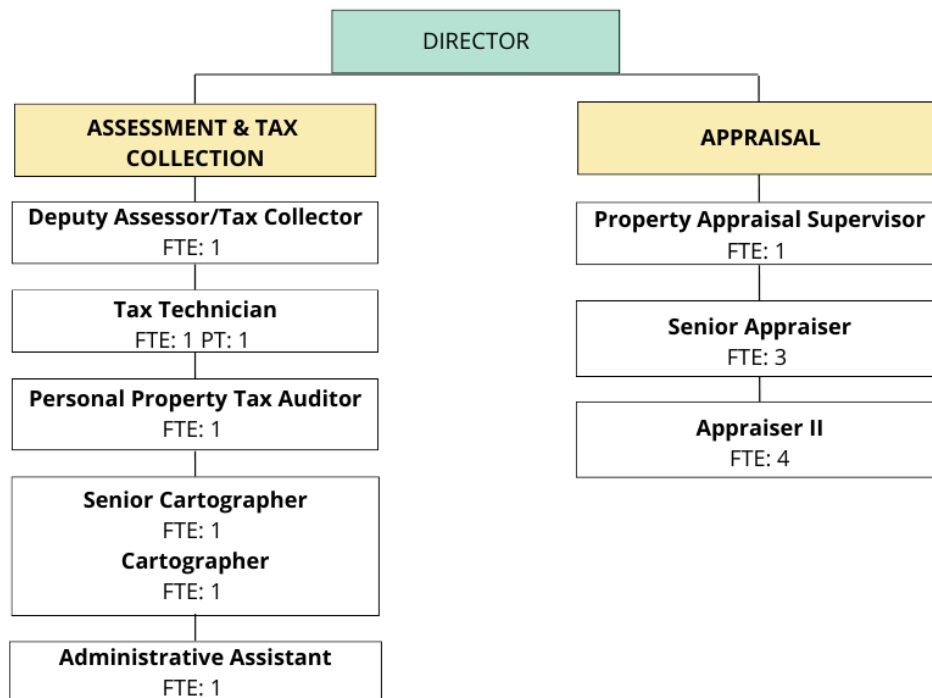 DIRECTOR
ASSESSMENT & TAX
COLLECTION
Deputy Assessor/Tax Collector
FTE: 1
Tax Technician
FTE: 1 PT: 1
Personal Property Tax Auditor
FTE: 1
Senior Cartographer
FTE: 1
Cartographer
FTE: 1
Administrative Assistant
FTE: 1
APPRAISAL
Property Appraisal Supervisor
FTE: 1
Senior Appraiser
FTE: 3
Appraiser II
FTE: 4